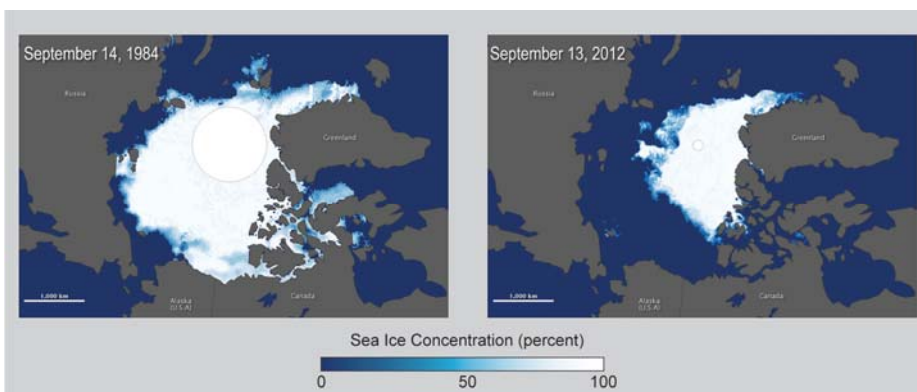 September 14, 1984
Russia
Greenland
1,000 km
Alaska
(U.S.A)
Canada
September 13, 2012
Russia
Greenland
1,000 km
Alaska
(U.S.A)
Canada
Sea Ice Concentration (percent)
0 50 100